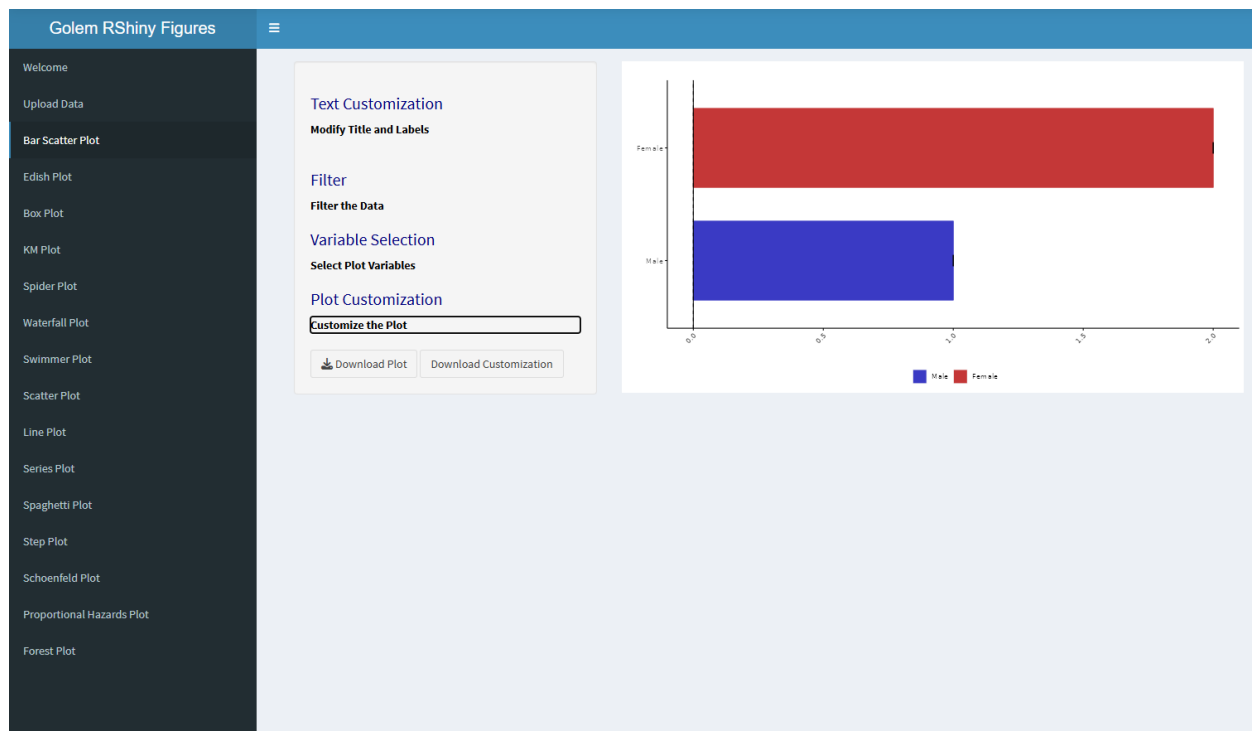 Golem RShiny Figures
Welcome
Upload Data
Bar Scatter Plot
Edish Plot
Box Plot
KM Plot
Spider Plot
Waterfall Plot
Swimmer Plot
Scatter Plot
Line Plot
Series Plot
Spaghetti Plot
Step Plot
Schoenfeld Plot
Proportional Hazards Plot
Forest Plot
Text Customization
Modify Title and Labels
Filter
Filter the Data
Variable Selection
Select Plot Variables
Plot Customization
Customize the Plot
Download Plot Download Customization
Female
Male
0.0 0.5 1.0 1.5 2.0
Male Female